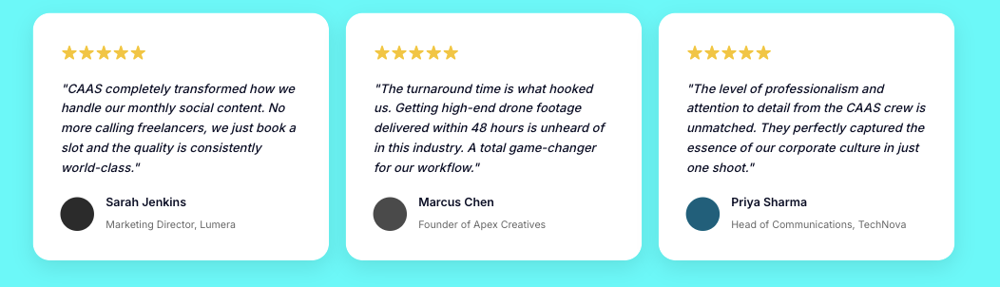 "CAAS completely transformed how we
handle our monthly social content. No
more calling freelancers, we just book a
slot and the quality is consistently
world-class."
Sarah Jenkins
Marketing Director, Lumera
"The turnaround time is what hooked
us. Getting high-end drone footage
delivered within 48 hours is unheard of
in this industry. A total game-changer
for our workflow."
Marcus Chen
Founder of Apex Creatives
"The level of professionalism and
attention to detail from the CAAS crew is
unmatched. They perfectly captured the
essence of our corporate culture in just
one shoot."
Priya Sharma
Head of Communications, TechNova